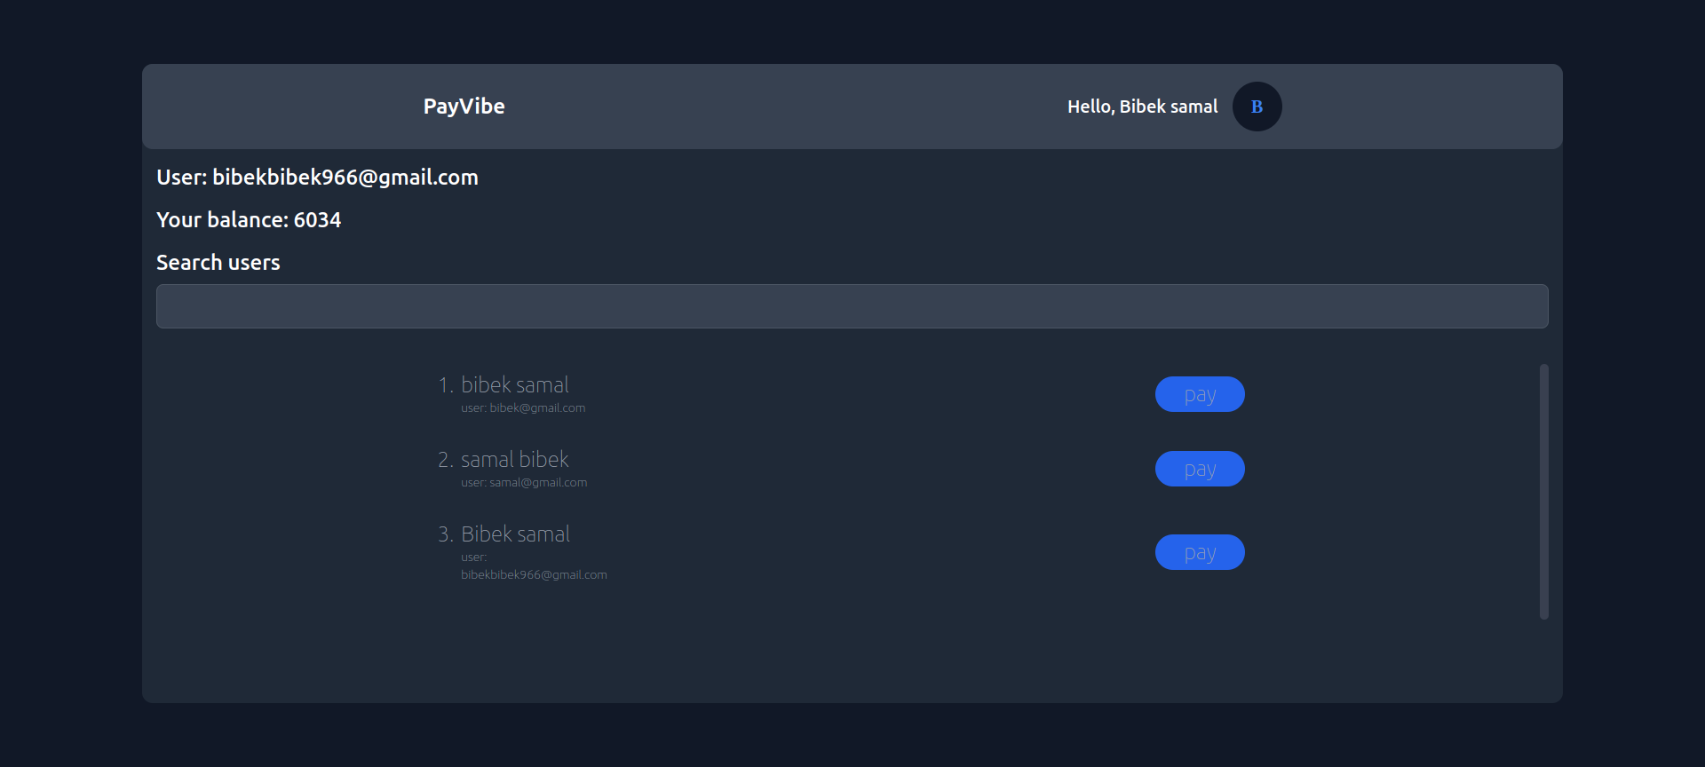 PayVibe
Hello, Bibek samal
B
User: bibekbibek966@gmail.com
Your balance: 6034
Search users
1. bibek samal
user: bibek@gmail.com
pay
2. samal bibek
user: samal@gmail.com
pay
3. Bibek samal
user:
bibekbibek966@gmail.com
pay